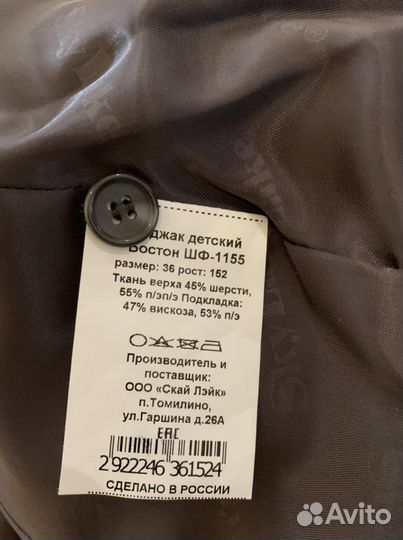 джак детский
Бостон ШФ-1155
размер: 36 рост: 152
Ткань верха 45% шерсти,
55% п/эп/э Подкладка:
47% вискоза, 53% п/э
Производитель и
поставщик:
ООО «Скай Лэйк»
п.Томилино,
ул.Гаршина д.26А
ЕАС
2 922246 361524
СДЕЛАНО В РОССИИ
Avito